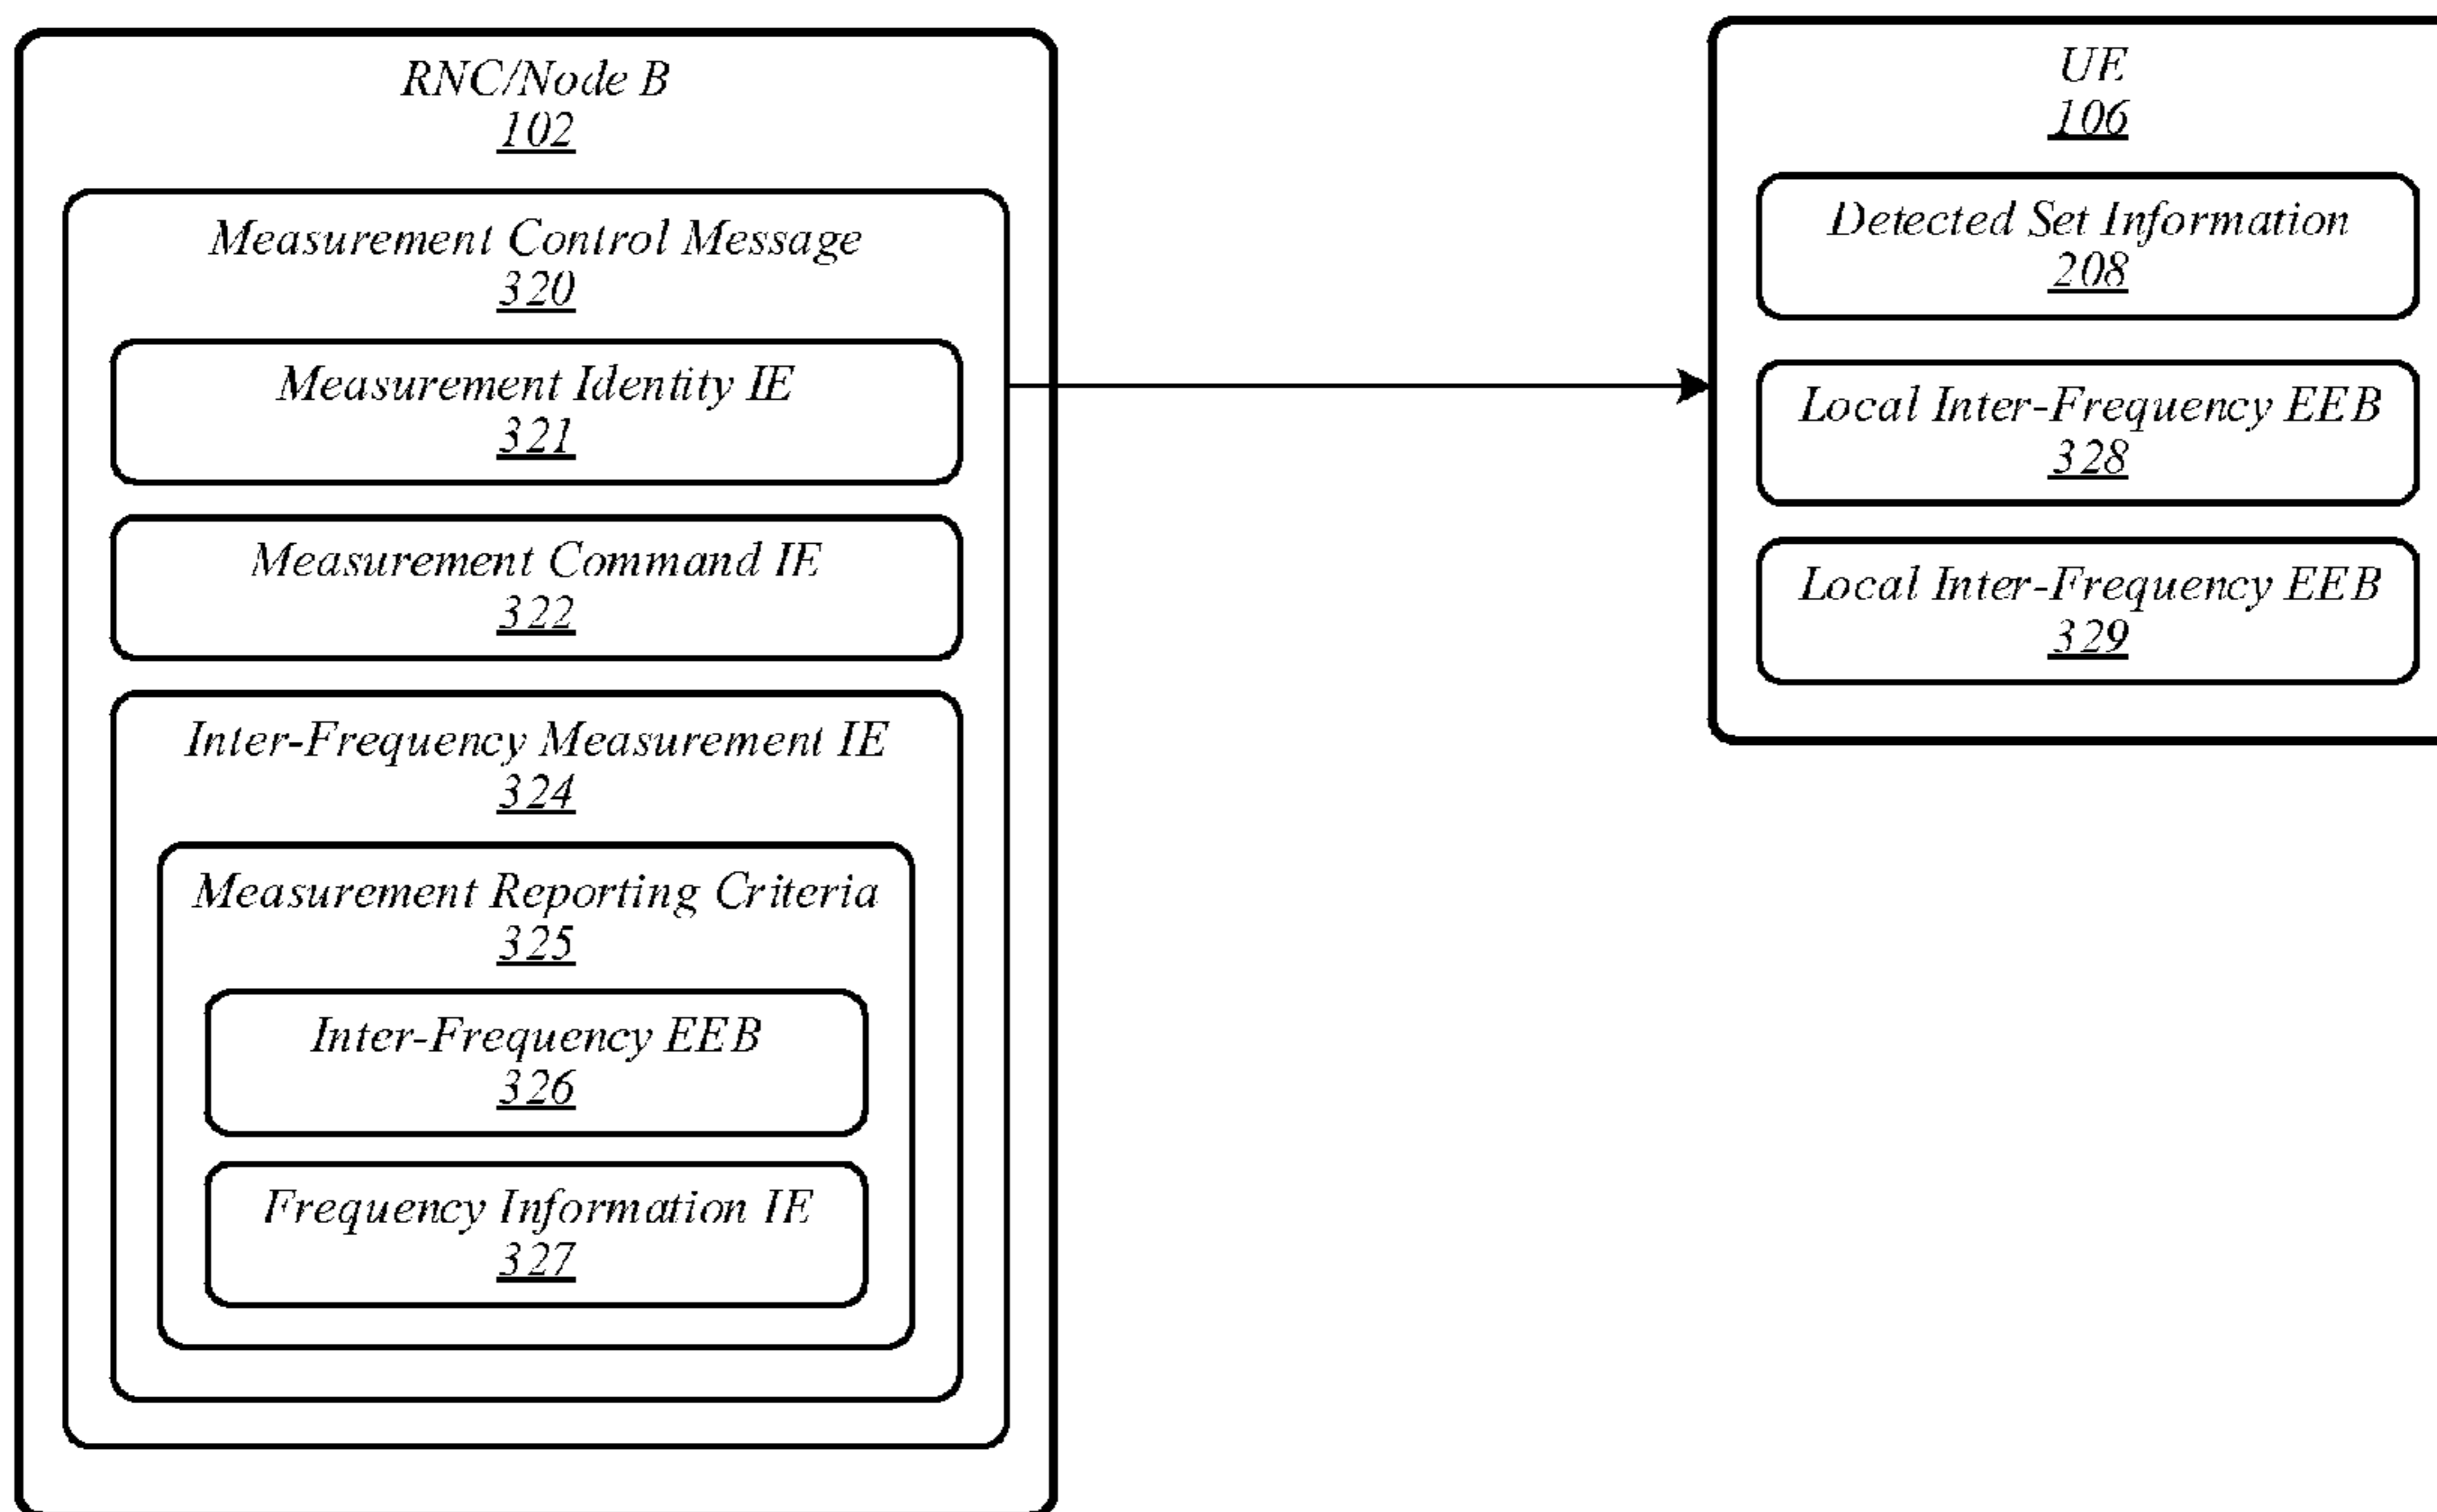 RNC/Node B
102
Measurement Control Message
320
Measurement Identity IE
321
Measurement Command IE
322
Inter-Frequency Measurement IE
324
Measurement Reporting Criteria
325
Inter-Frequency EEB
326
Frequency Information IE
327
UE
106
Detected Set Information
208
Local Inter-Frequency EEB
328
Local Inter-Frequency EEB
329